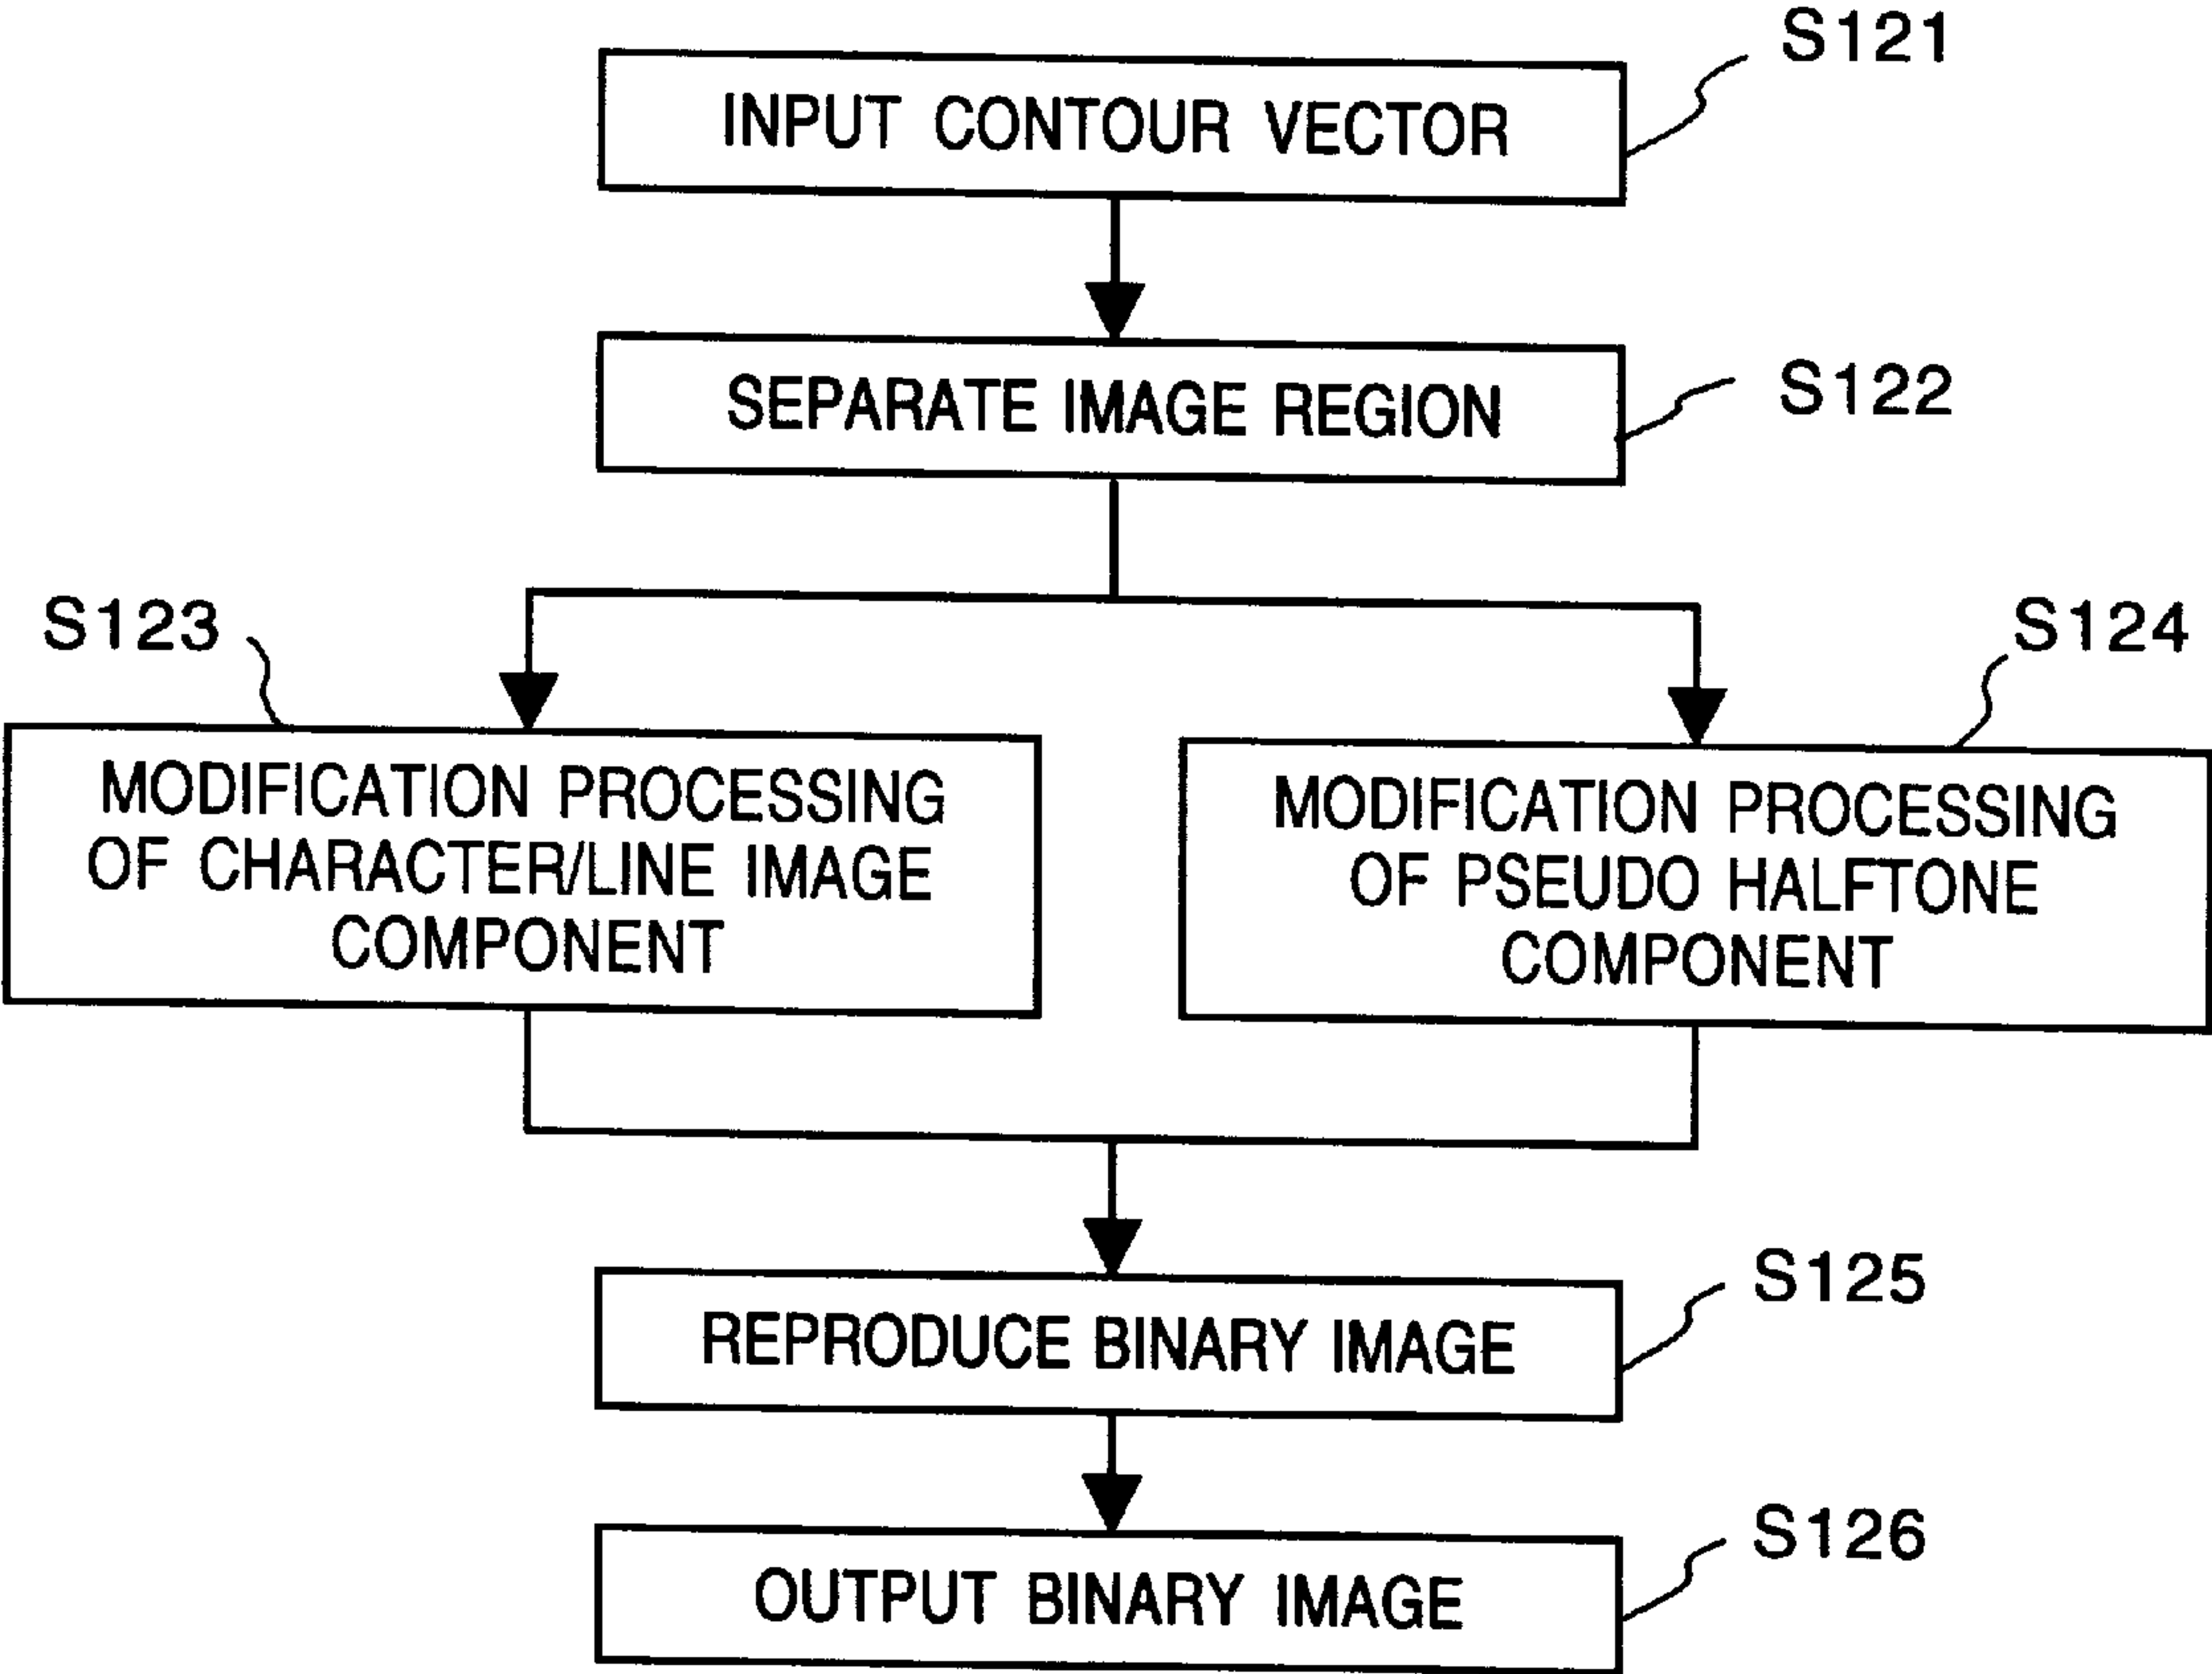 S121
INPUT CONTOUR VECTOR
SEPARATE IMAGE REGION
S122
S123
S124
MODIFICATION PROCESSING
OF CHARACTER/LINE IMAGE
COMPONENT
MODIFICATION PROCESSING
OF PSEUDO HALFTONE
COMPONENT
S125
REPRODUCE BINARY IMAGE
S126
OUTPUT BINARY IMAGE